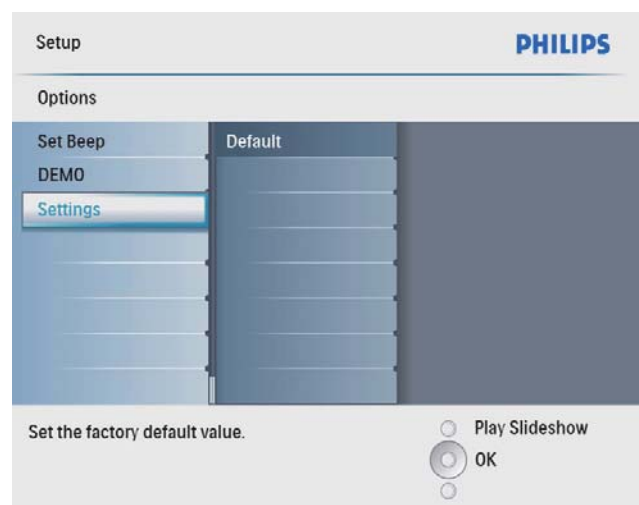 Setup
PHILIPS
Options
Set Beep
Default
DEMO
Settings
Set the factory default value.
Play Slideshow
OK